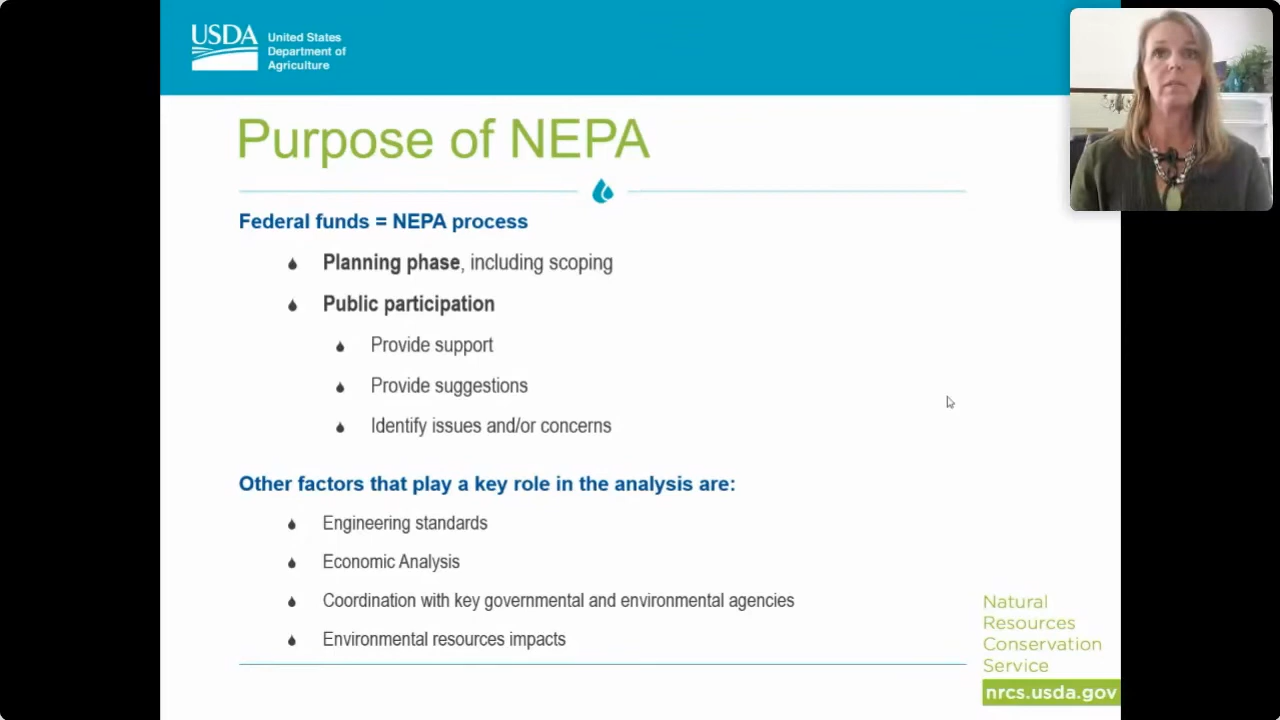 USDA
United States
Department of
Agriculture
Purpose of NEPA
Federal funds = NEPA process
Planning phase, including scoping
Public participation
Provide support
Provide suggestions
Identify issues and/or concerns
Other factors that play a key role in the analysis are:
Engineering standards
Economic Analysis
Coordination with key governmental and environmental agencies
Environmental resources impacts
Natural
Resources
Conservation
Service
nrcs.usda.gov